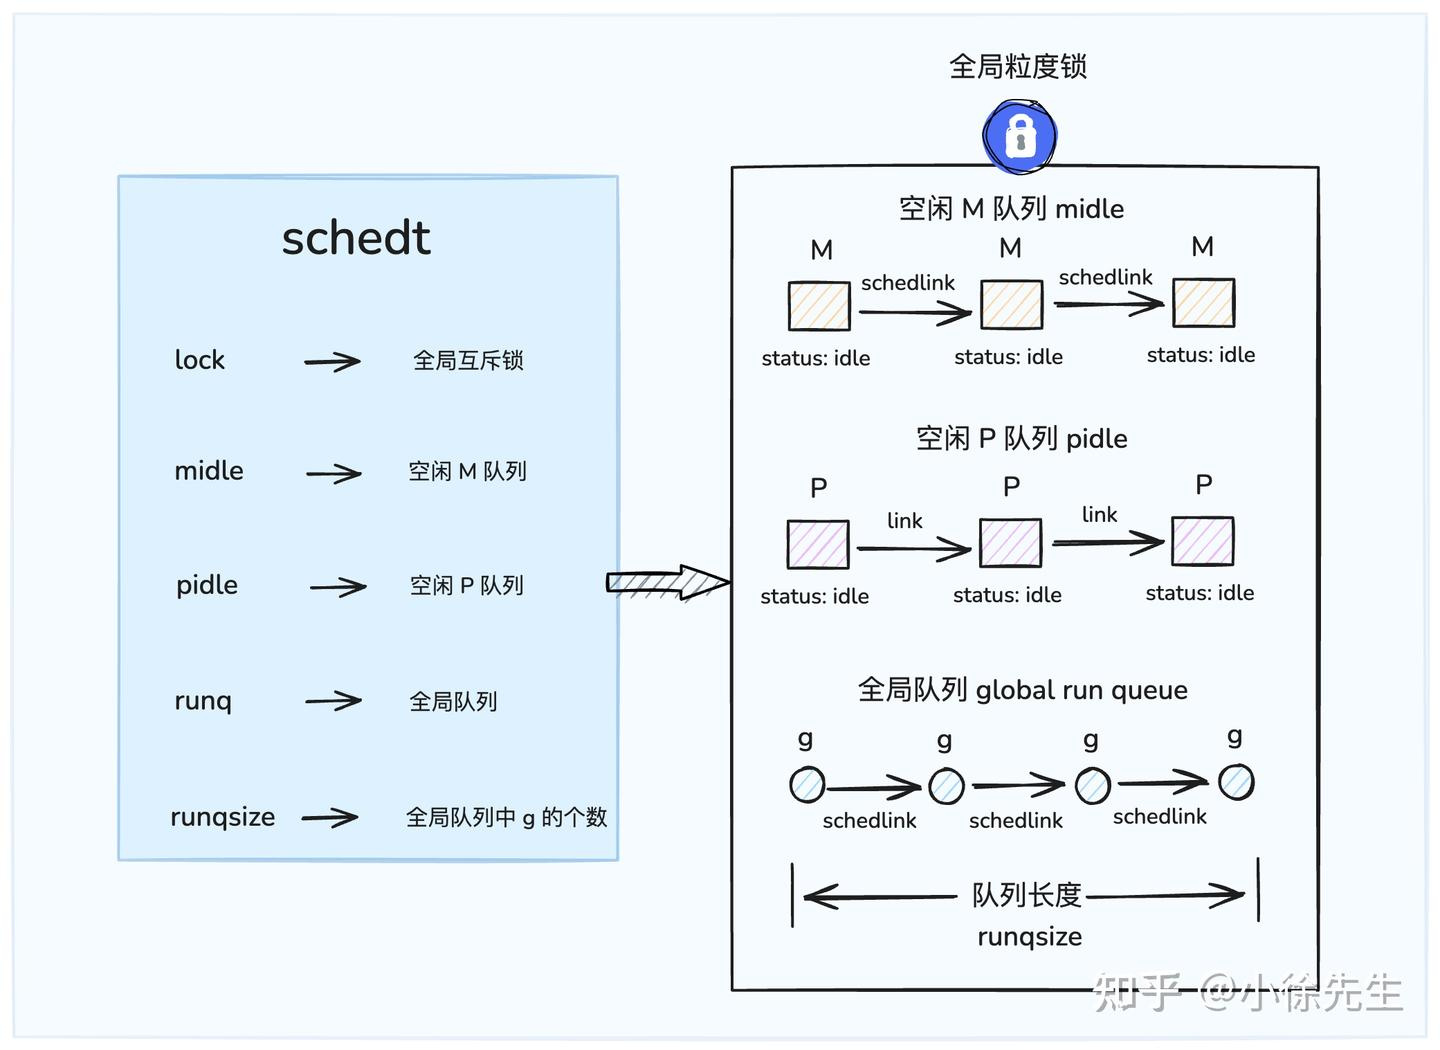 全局粒度锁
schedt
lock 全局互斥锁
midle 空闲 M 队列
pidle 空闲 P 队列
runq 全局队列
runqsize 全局队列中 g 的个数
空闲 M 队列 midle
M M M
schedlink schedlink
status: idle status: idle status: idle
空闲 P 队列 pidle
P P P
link link
status: idle status: idle status: idle
全局队列 global run queue
g g g g
schedlink schedlink schedlink
队列长度
runqsize
知乎 @小徐先生